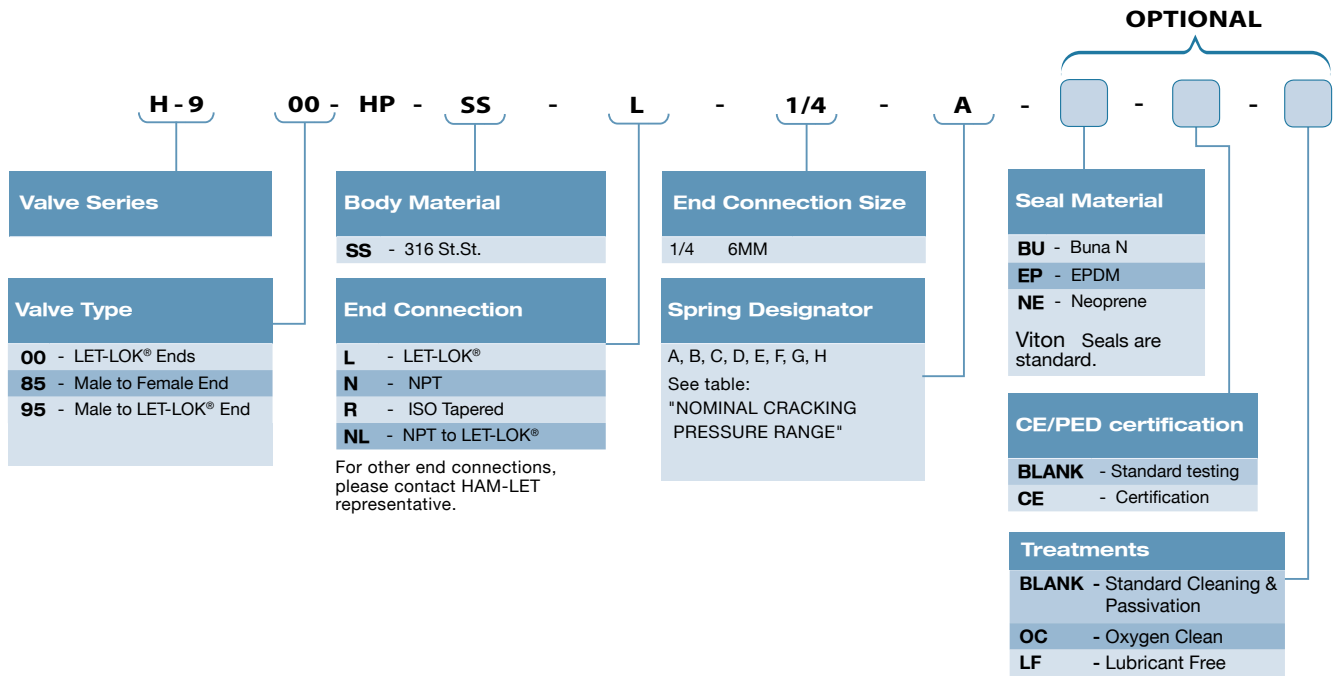 OPTIONAL
H-9 00 - HP - SS - L - 1/4 - A - - -
Valve Series
Valve Type
00 - LET-LOK® Ends
85 - Male to Female End
95 - Male to LET-LOK® End
Body Material
SS - 316 St.St.
End Connection
L - LET-LOK®
N - NPT
R - ISO Tapered
NL - NPT to LET-LOK®
For other end connections,
please contact HAM-LET
representative.
End Connection Size
1/4 6MM
Spring Designator
A, B, C, D, E, F, G, H
See table:
"NOMINAL CRACKING
PRESSURE RANGE"
Seal Material
BU - Buna N
EP - EPDM
NE - Neoprene
Viton Seals are
standard.
CE/PED certification
BLANK - Standard testing
CE - Certification
Treatments
BLANK - Standard Cleaning &
Passivation
OC - Oxygen Clean
LF - Lubricant Free